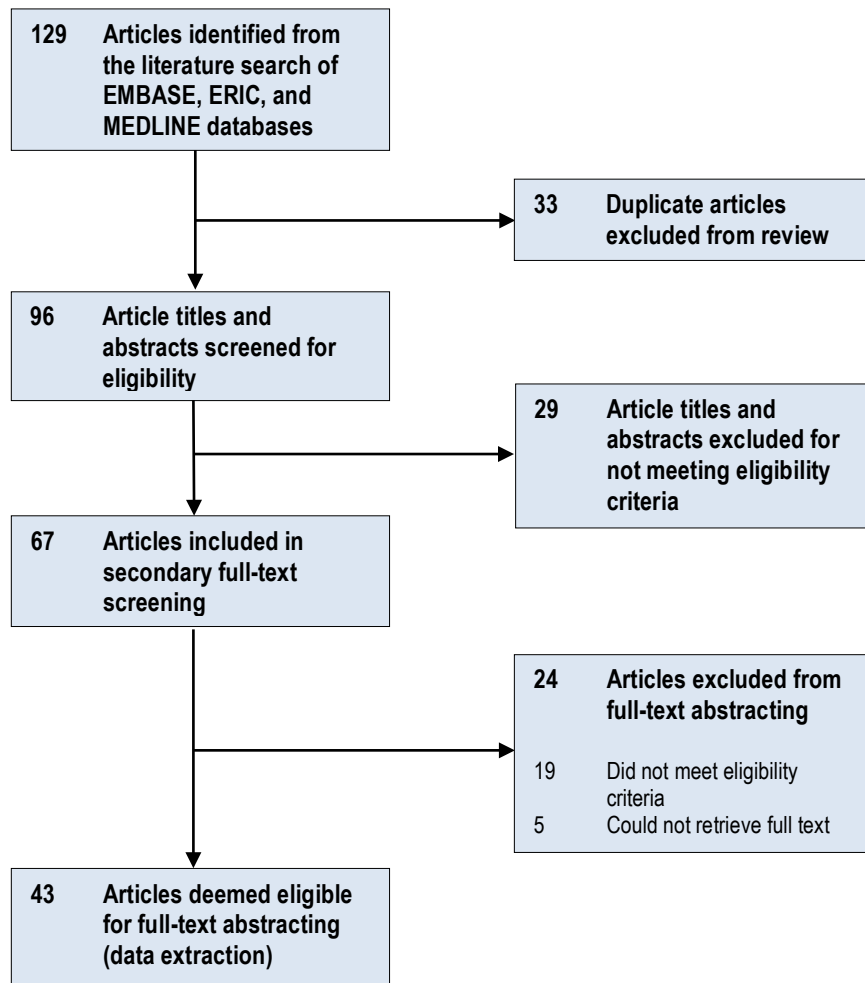 129 Articles identified from
the literature search of
EMBASE, ERIC, and
MEDLINE databases
33 Duplicate articles
excluded from review
96 Article titles and
abstracts screened for
eligibility
29 Article titles and
abstracts excluded for
not meeting eligibility
criteria
67 Articles included in
secondary full-text
screening
24 Articles excluded from
full-text abstracting
19 Did not meet eligibility
criteria
5 Could not retrieve full text
43 Articles deemed eligible
for full-text abstracting
(data extraction)